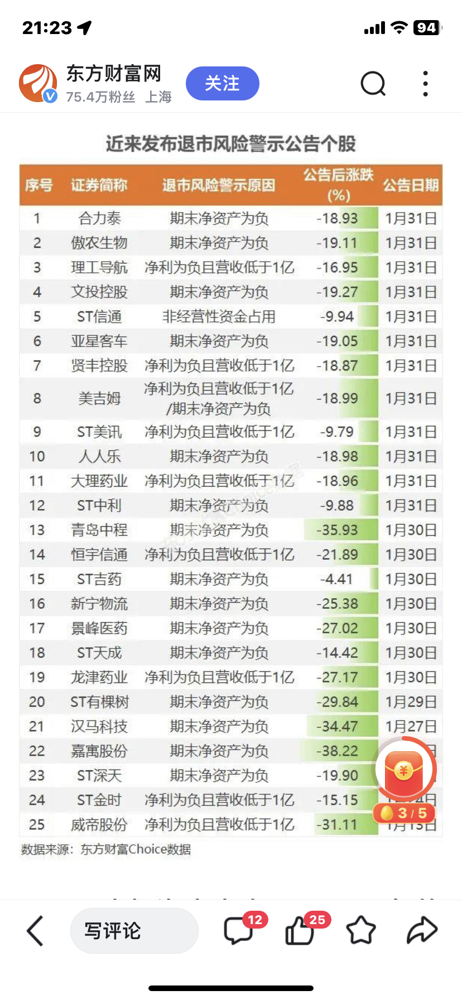 21:23
94
东方财富网
75.4万粉丝 上海
关注
近来发布退市风险警示公告个股
序号 证券简称 退市风险警示原因 公告后涨跌(%) 公告日期
1 合力泰 期末净资产为负 -18.93 1月31日
2 傲农生物 期末净资产为负 -19.11 1月31日
3 理工导航 净利为负且营收低于1亿 -16.95 1月31日
4 文投控股 期末净资产为负 -19.27 1月31日
5 ST信通 非经营性资金占用 -9.94 1月31日
6 亚星客车 期末净资产为负 -19.05 1月31日
7 贤丰控股 净利为负且营收低于1亿 -18.87 1月31日
8 美吉姆 净利为负且营收低于1亿/期末净资产为负 -18.99 1月31日
9 ST美讯 净利为负且营收低于1亿 -9.79 1月31日
10 人人乐 期末净资产为负 -18.98 1月31日
11 大理药业 净利为负且营收低于1亿 -18.96 1月31日
12 ST中利 期末净资产为负 -9.88 1月31日
13 青岛中程 期末净资产为负 -35.93 1月30日
14 恒宇信通 净利为负且营收低于1亿 -21.89 1月30日
15 ST吉药 期末净资产为负 -4.41 1月30日
16 新宁物流 期末净资产为负 -25.38 1月30日
17 景峰医药 期末净资产为负 -27.02 1月30日
18 ST天成 期末净资产为负 -14.42 1月30日
19 龙津药业 净利为负且营收低于1亿 -27.17 1月30日
20 ST有棵树 期末净资产为负 -29.84 1月29日
21 汉马科技 期末净资产为负 -34.47 1月27日
22 嘉寓股份 期末净资产为负 -38.22 日
23 ST深天 期末净资产为负 -19.90
24 ST金时 净利为负且营收低于1亿 -15.15 1月24日
25 威帝股份 净利为负且营收低于1亿 -31.11 1月13日
3/5
数据来源：东方财富Choice数据
写评论
12
25